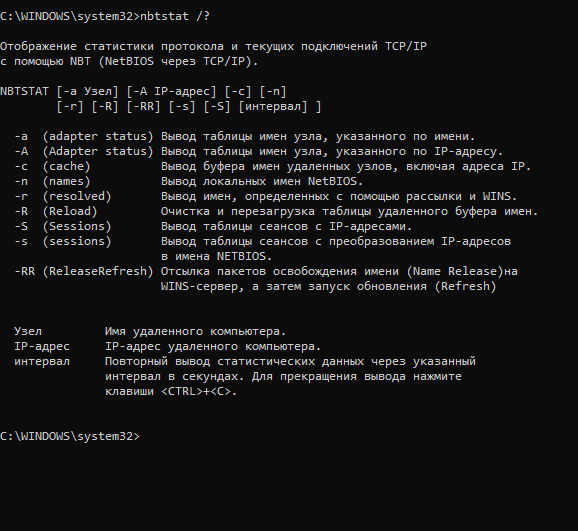 C:\WINDOWS\system32>nbtstat /?
Отображение статистики протокола и текущих подключений TCP/IP
с помощью NBT (NetBIOS через TCP/IP).
NBTSTAT [-a Узел] [-A IP-адрес] [-c] [-n]
[-r] [-R] [-RR] [-s] [-S] [интервал] ]
-a (adapter status) Вывод таблицы имен узла, указанного по имени.
-A (Adapter status) Вывод таблицы имен узла, указанного по IP-адресу.
-c (cache) Вывод буфера имен удаленных узлов, включая адреса IP.
-n (names) Вывод локальных имен NetBIOS.
-r (resolved) Вывод имен, определенных с помощью рассылки и WINS.
-R (Reload) Очистка и перезагрузка таблицы удаленного буфера имен.
-S (Sessions) Вывод таблицы сеансов с IP-адресами.
-s (sessions) Вывод таблицы сеансов с преобразованием IP-адресов
в имена NETBIOS.
-RR (ReleaseRefresh) Отсылка пакетов освобождения имени (Name Release)на
WINS-сервер, а затем запуск обновления (Refresh)
Узел Имя удаленного компьютера.
IP-адрес IP-адрес удаленного компьютера.
интервал Повторный вывод статистических данных через указанный
интервал в секундах. Для прекращения вывода нажмите
клавиши <CTRL>+<C>.
C:\WINDOWS\system32>